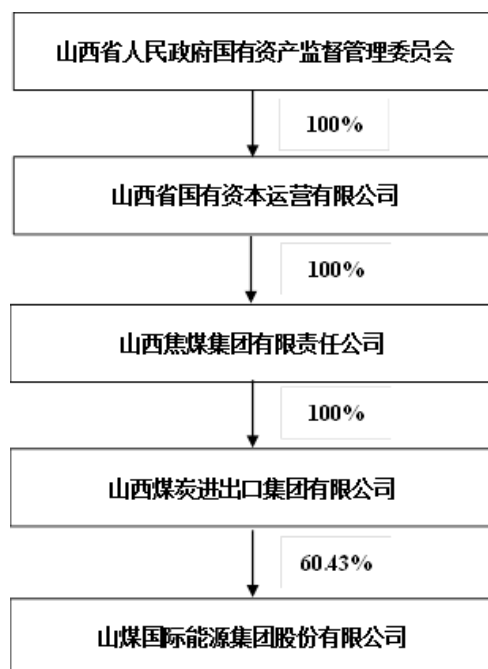 山西省人民政府国有资产监督管理委员会
100%
山西省国有资本运营有限公司
100%
山西焦煤集团有限责任公司
100%
山西煤炭进出口集团有限公司
60.43%
山煤国际能源集团股份有限公司